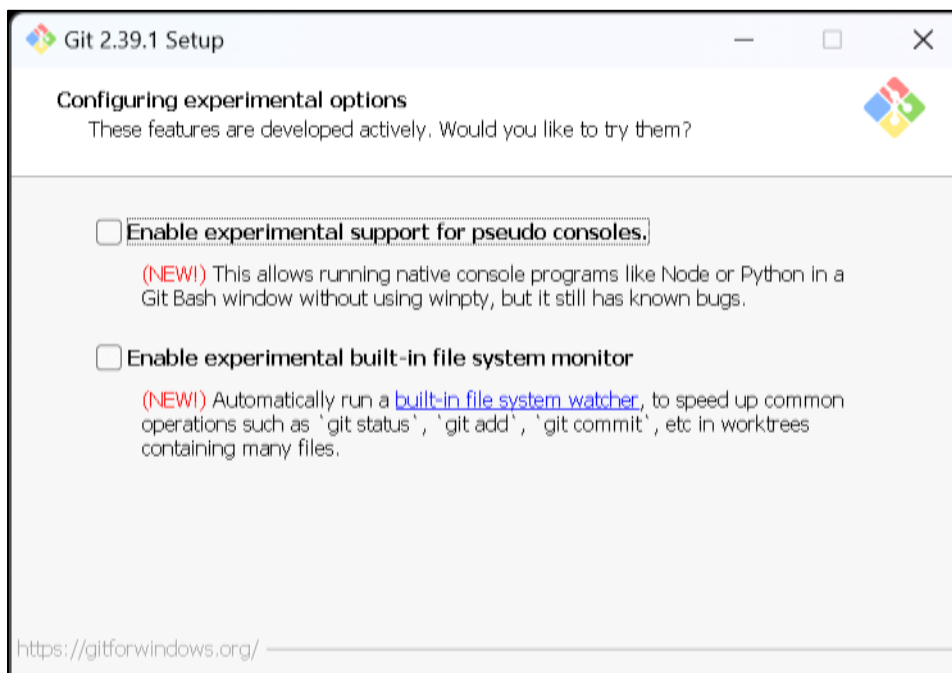 Git 2.39.1 Setup
Configuring experimental options
These features are developed actively. Would you like to try them?
Enable experimental support for pseudo consoles.
(NEW!) This allows running native console programs like Node or Python in a
Git Bash window without using winpty, but it still has known bugs.
Enable experimental built-in file system monitor
(NEW!) Automatically run a built-in file system watcher, to speed up common
operations such as `git status`, `git add`, `git commit`, etc in worktrees
containing many files.
https://gitforwindows.org/